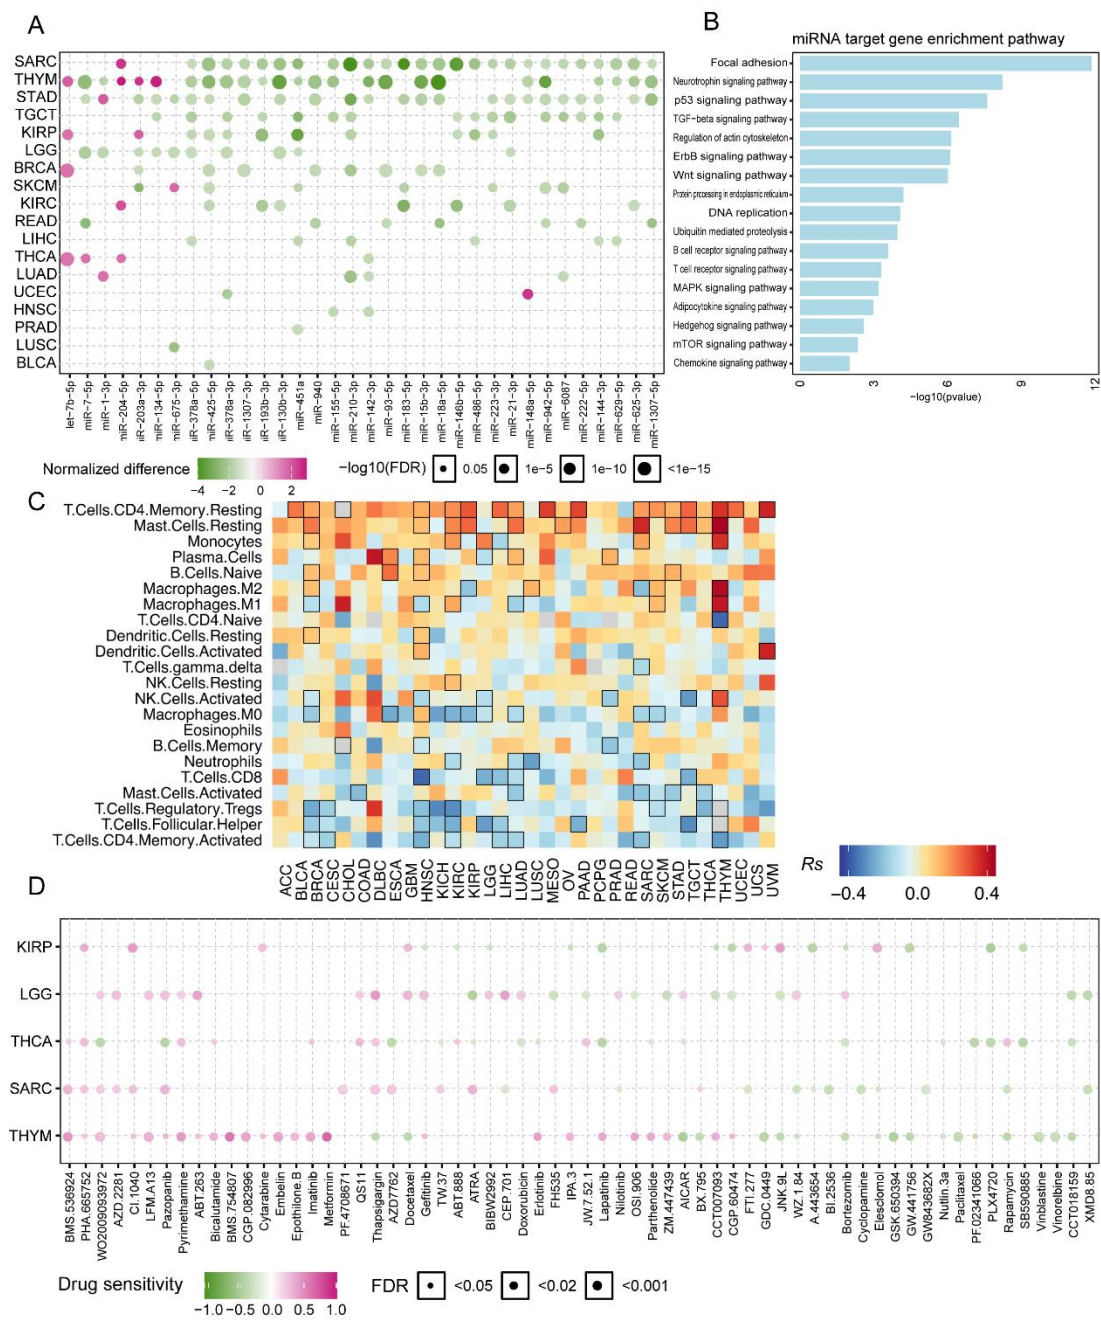 A
SARC
THYM
STAD
TGCT
KIRP
LGG
BRCA
SKCM
KIRC
READ
LIHC
THCA
LUAD
UCEC
HNSC
PRAD
LUSC
BLCA
let-7b-5p
miR-7-5p
miR-1-3p
miR-204-5p
iiR-203a-3p
miR-134-5p
miR-675-3p
iiR-378a-5p
miR-425-5p
iiR-378a-3p
iiR-1307-3p
iiR-193b-3p
iiR-130b-3p
miR-451a
miR-940
miR-155-5p
miR-210-3p
miR-142-3p
miR-93-5p
miR-183-5p
miR-15b-3p
miR-18a-5p
miR-146b-5p
miR-486-5p
miR-223-3p
miR-21-3p
miR-148a-5p
miR-942-5p
miR-6087
miR-222-5p
miR-144-3p
miR-629-5p
miR-625-3p
miR-1307-5p
Normalized difference
−4 −2 0 2
−log10(FDR)
0.05 1e-5 1e-10 <1e-15
B
miRNA target gene enrichment pathway
Focal adhesion
Neurotrophin signaling pathway
p53 signaling pathway
TGF-beta signaling pathway
Regulation of actin cytoskeleton
ErbB signaling pathway
Wnt signaling pathway
Protein processing in endoplasmic reticulum
DNA replication
Ubiquitin mediated proteolysis
B cell receptor signaling pathway
T cell receptor signaling pathway
MAPK signaling pathway
Adipocytokine signaling pathway
Hedgehog signaling pathway
mTOR signaling pathway
Chemokine signaling pathway
0 3 6 9 12
−log10(pvalue)
C
T.Cells.CD4.Memory.Resting
Mast.Cells.Resting
Monocytes
Plasma.Cells
B.Cells.Naive
Macrophages.M2
Macrophages.M1
T.Cells.CD4.Naive
Dendritic.Cells.Resting
Dendritic.Cells.Activated
T.Cells.gamma.delta
NK.Cells.Resting
NK.Cells.Activated
Macrophages.M0
Eosinophils
B.Cells.Memory
Neutrophils
T.Cells.CD8
Mast.Cells.Activated
T.Cells.Regulatory.Tregs
T.Cells.Follicular.Helper
T.Cells.CD4.Memory.Activated
ACC
BLCA
BRCA
CESC
CHOL
COAD
DLBC
ESCA
GBM
HNSC
KICH
KIRC
KIRP
LGG
LIHC
LUAD
LUSC
MESO
OV
PAAD
PCPG
PRAD
READ
SARC
SKCM
STAD
TGCT
THCA
THYM
UCEC
UCS
UVM
Rs
−0.4 0.0 0.4
D
KIRP
LGG
THCA
SARC
THYM
BMS.536924
PHA.665752
WO2009093972
AZD.2281
CI.1040
LFM.A13
Pazopanib
Pyrimethamine
ABT.263
Bicalutamide
BMS.754807
CGP.082996
Cytarabine
Embelin
Epothilone.B
Imatinib
Metformin
PF.4708671
QS11
Thapsigargin
AZD7762
Docetaxel
Gefitinib
TW.37
ABT.888
ATRA
BIBW2992
CEP.701
Doxorubicin
Erlotinib
FH535
IPA.3
JW.7.52.1
Lapatinib
Nilotinib
OSI.906
Parthenolide
ZM.447439
AICAR
BX.795
CCT007093
CGP.60474
FTI.277
GDC.0449
JNK.9L
WZ.1.84
A.443654
BI.2536
Bortezomib
Cyclopamine
Elesclomol
GSK.650394
GW.441756
GW843682X
Nutlin.3a
Paclitaxel
PF.02341066
PLX4720
Rapamycin
SB590885
Vinblastine
Vinorelbine
CCT018159
XMD8.85
Drug sensitivity
−1.0 −0.5 0.0 0.5 1.0
FDR
<0.05 <0.02 <0.001